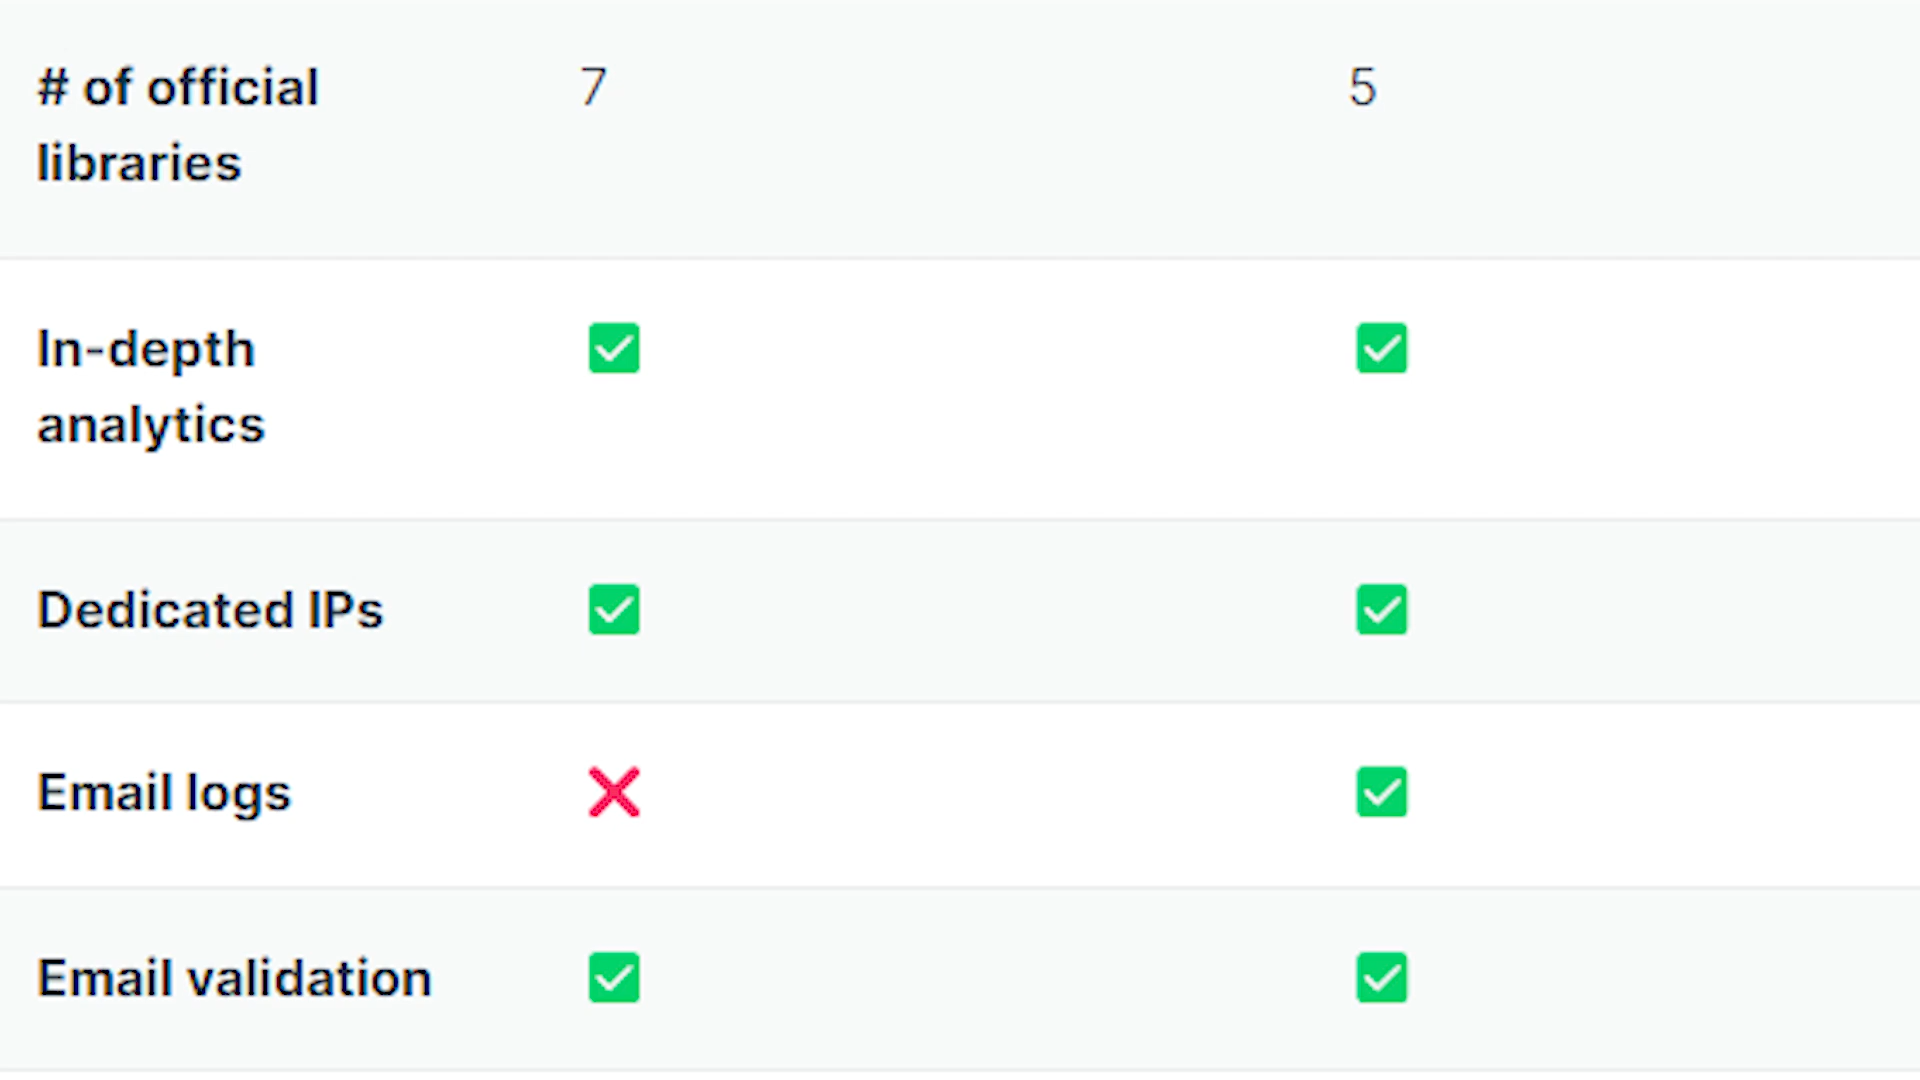 # of official
libraries
7
5
In-depth
analytics
✅
✅
Dedicated IPs
✅
✅
Email logs
❌
✅
Email validation
✅
✅